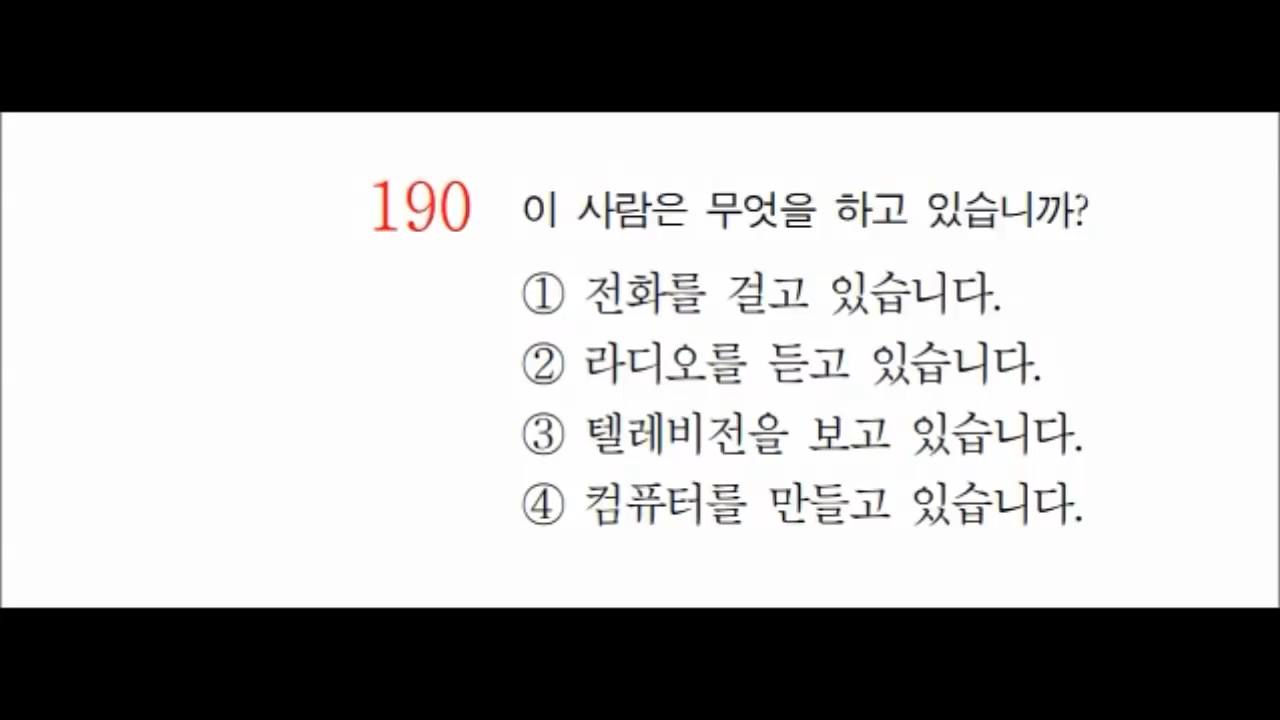 190 이 사람은 무엇을 하고 있습니까?
① 전화를 걸고 있습니다.
② 라디오를 듣고 있습니다.
③ 텔레비전을 보고 있습니다.
④ 컴퓨터를 만들고 있습니다.